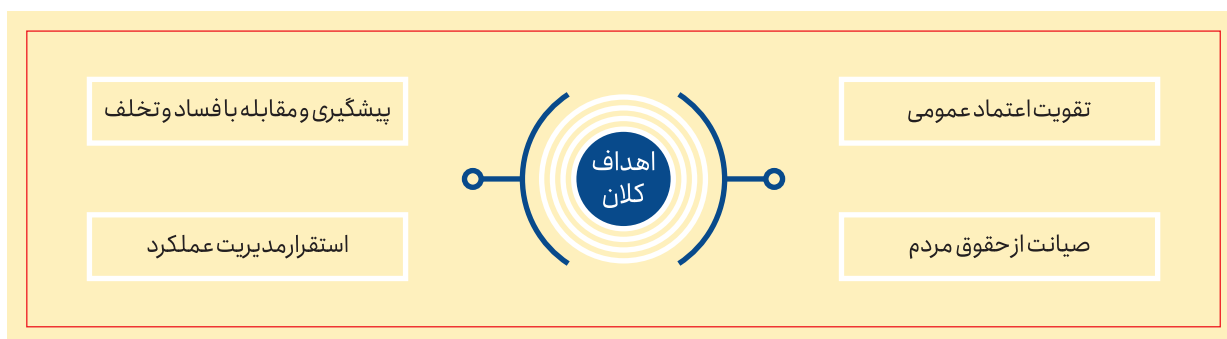 اهداف
کلان
تقویت اعتماد عمومی
صیانت از حقوق مردم
پیشگیری و مقابله با فساد و تخلف
استقرار مدیریت عملکرد